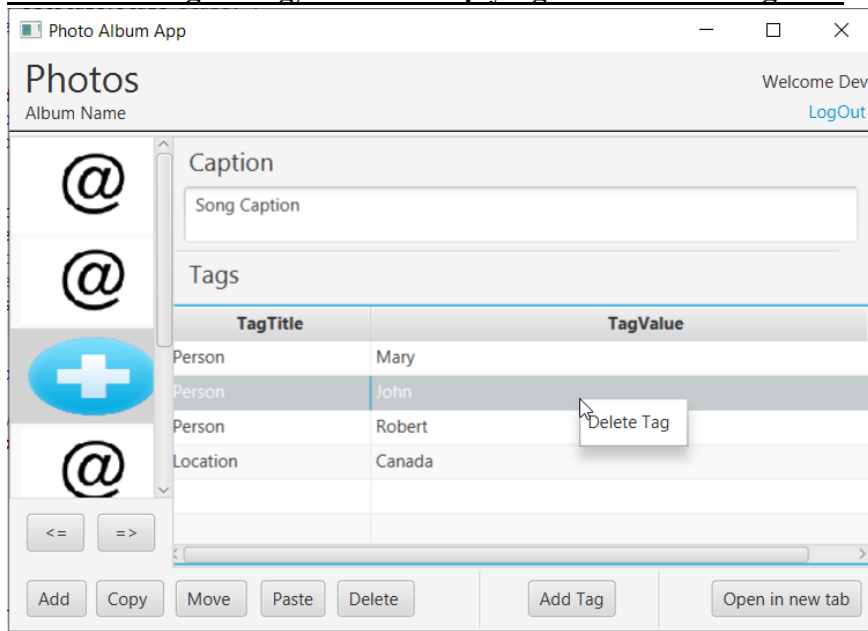 Photo Album App
Photos
Welcome Dev
Album Name
LogOut
@
Caption
Song Caption
@
Tags
TagTitle TagValue
Person Mary
Person John
Person Robert
Delete Tag
@
Location Canada
<= =>
Add Copy Move Paste Delete Add Tag Open in new tab